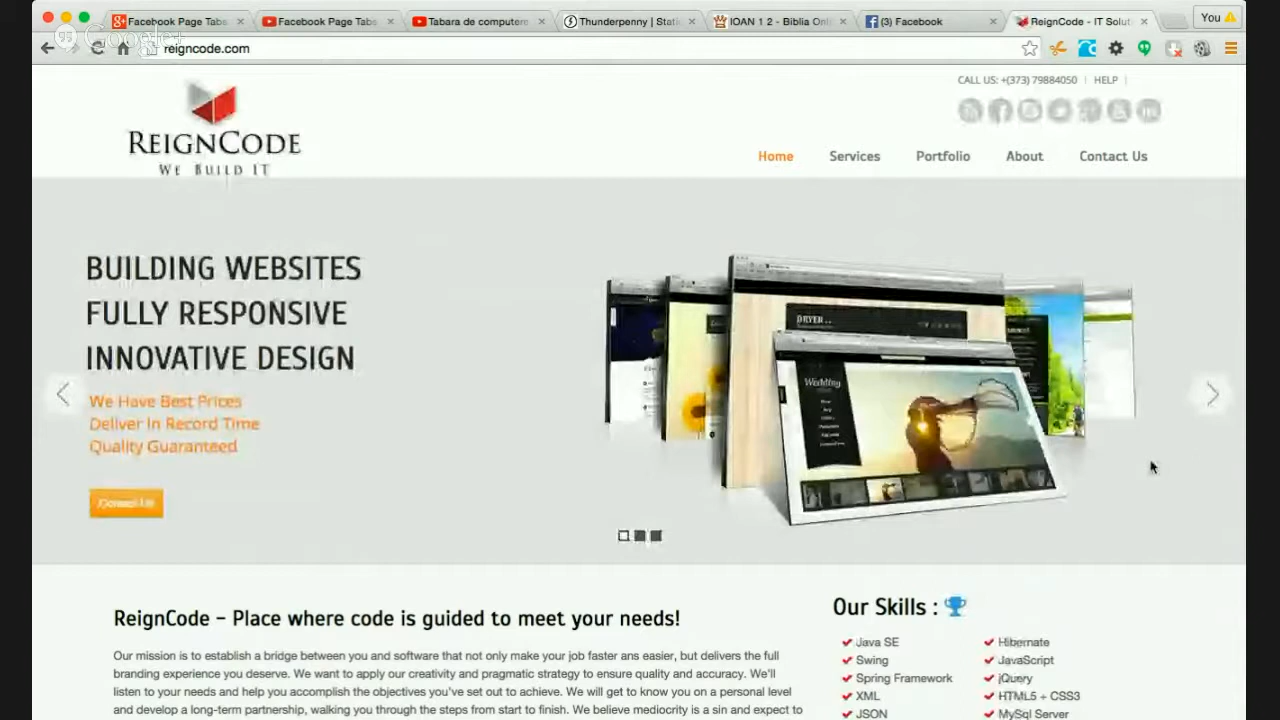 Facebook Page Tabs
Facebook Page Tabs
Tabara de computere
Thunderpenny | Stati
IOAN 1 2 - Biblia Onli
(3) Facebook
ReignCode - IT Solut
You
Google+
reigncode.com
CALL US: +(373) 79884050 | HELP |
REIGNCODE
WE BUILD IT
Home Services Portfolio About Contact Us
BUILDING WEBSITES
FULLY RESPONSIVE
INNOVATIVE DESIGN
We Have Best Prices
Deliver In Record Time
Quality Guaranteed
Contact Us
Wedding
ReignCode - Place where code is guided to meet your needs!
Our mission is to establish a bridge between you and software that not only make your job faster ans easier, but delivers the full
branding experience you deserve. We want to apply our creativity and pragmatic strategy to ensure quality and accuracy. We'll
listen to your needs and help you accomplish the objectives you've set out to achieve. We will get to know you on a personal level
and develop a long-term partnership, walking you through the steps from start to finish. We believe mediocrity is a sin and expect to
Our Skills :
Java SE
Swing
Spring Framework
XML
JSON
Hibernate
JavaScript
jQuery
HTML5 + CSS3
MySql Server